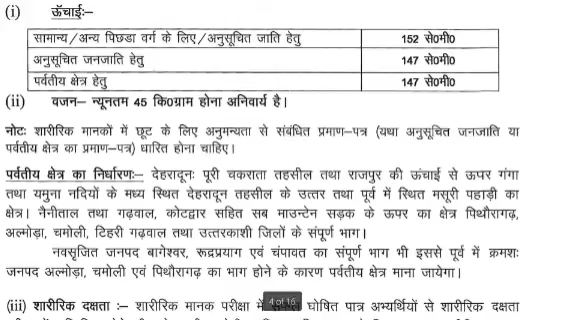 (i) ऊँचाई:–
सामान्य/अन्य पिछडा वर्ग के लिए/अनुसूचित जाति हेतु 152 से0मी0
अनुसूचित जनजाति हेतु 147 से0मी0
पर्वतीय क्षेत्र हेतु 147 से0मी0
(ii) वजन– न्यूनतम 45 कि0ग्राम होना अनिवार्य है।
नोटः शारीरिक मानकों में छूट के लिए अनुमन्यता से संबंधित प्रमाण–पत्र (यथा अनुसूचित जनजाति या
पर्वतीय क्षेत्र का प्रमाण–पत्र) धारित होना चाहिए।
पर्वतीय क्षेत्र का निर्धारणः– देहरादूनः पूरी चकराता तहसील तथा राजपुर की ऊंचाई से ऊपर गंगा
तथा यमुना नदियों के मध्य स्थित देहरादून तहसील के उत्तर तथा पूर्व में स्थित मसूरी पहाड़ी का
क्षेत्र। नैनीताल तथा गढ़वाल, कोटद्वार सहित सब माउन्टेन सड़क के ऊपर का क्षेत्र पिथौरागढ़,
अल्मोड़ा, चमोली, टिहरी गढ़वाल तथा उत्तरकाशी जिलों के संपूर्ण भाग।
नवसृजित जनपद बागेश्वर, रूद्रप्रयाग एवं चंपावत का संपूर्ण भाग भी इससे पूर्व में क्रमशः
जनपद अल्मोड़ा, चमोली एवं पिथौरागढ़ का भाग होने के कारण पर्वतीय क्षेत्र माना जायेगा।
(iii) शारीरिक दक्षता :– शारीरिक मानक परीक्षा में घोषित पात्र अभ्यर्थियों से शारीरिक दक्षता
4 of 16